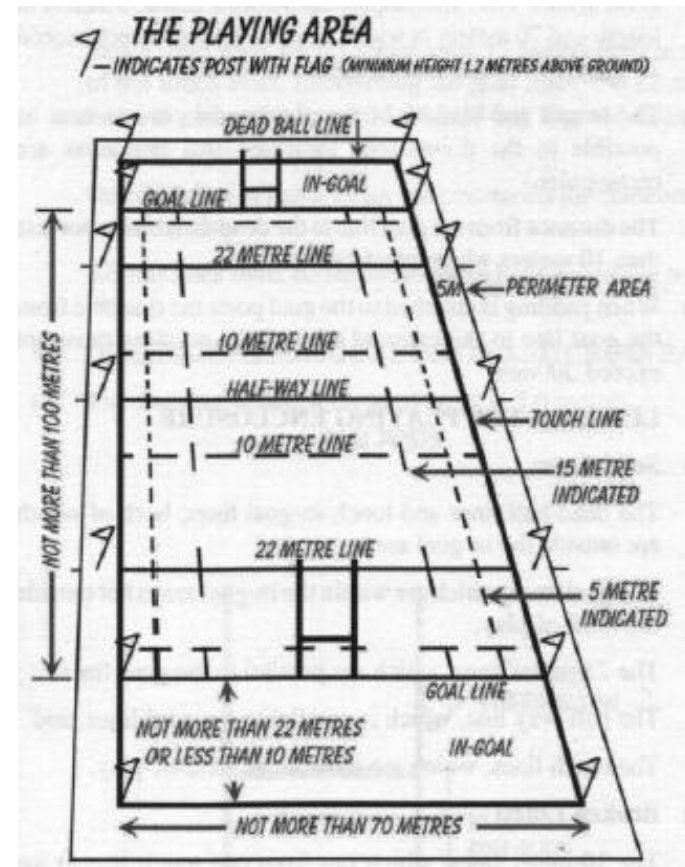 THE PLAYING AREA
– INDICATES POST WITH FLAG (MINIMUM HEIGHT 1.2 METRES ABOVE GROUND)
DEAD BALL LINE
IN-GOAL
GOAL LINE
22 METRE LINE
5M.
PERIMETER AREA
10 METRE LINE
HALF-WAY LINE
TOUCH LINE
10 METRE LINE
15 METRE
INDICATED
NOT MORE THAN 100 METRES
22 METRE LINE
5 METRE
INDICATED
GOAL LINE
NOT MORE THAN 22 METRES
OR LESS THAN 10 METRES
IN-GOAL
NOT MORE THAN 70 METRES